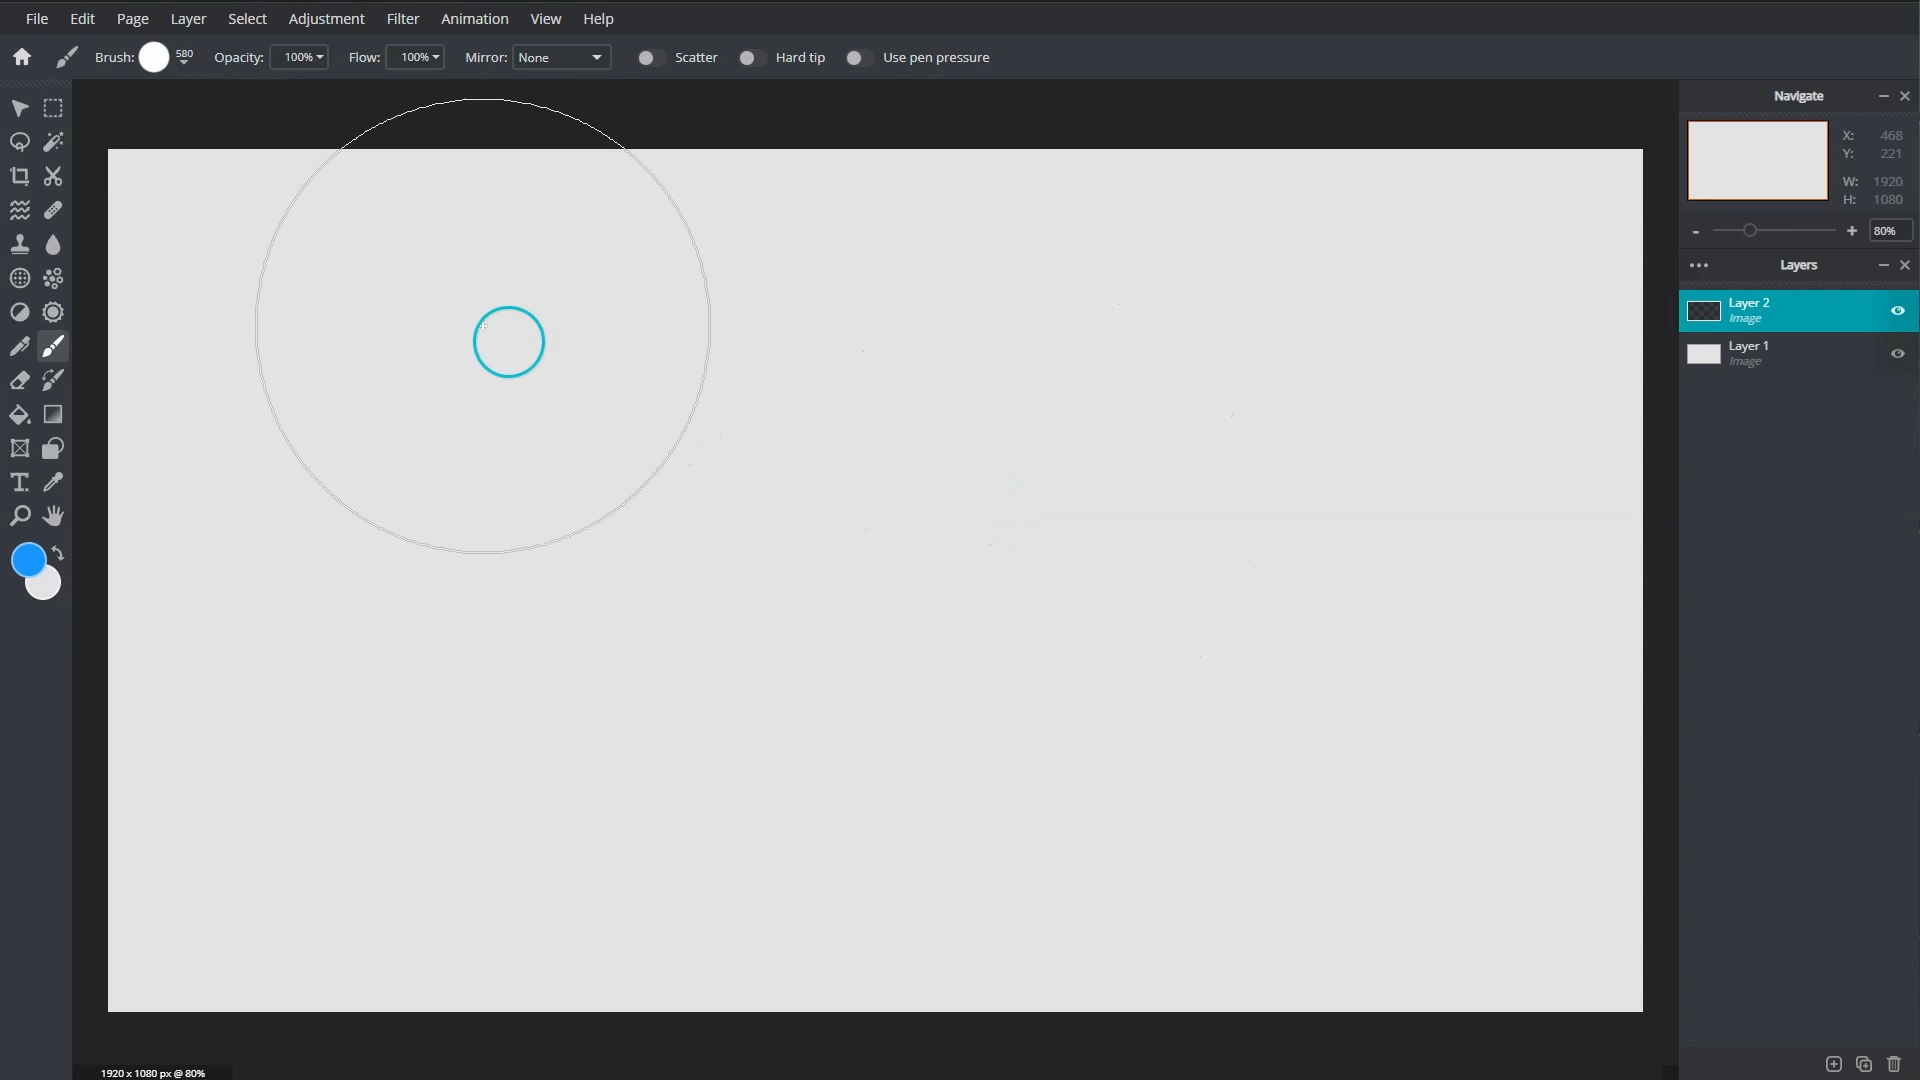 File Edit Page Layer Select Adjustment Filter Animation View Help
Brush: 580 Opacity: 100% Flow: 100% Mirror: None Scatter Hard tip Use pen pressure
Navigate
X: 468
Y: 221
W: 1920
H: 1080
- + 80%
Layers
Layer 2
Image
Layer 1
Image
1920 x 1080 px @ 80%